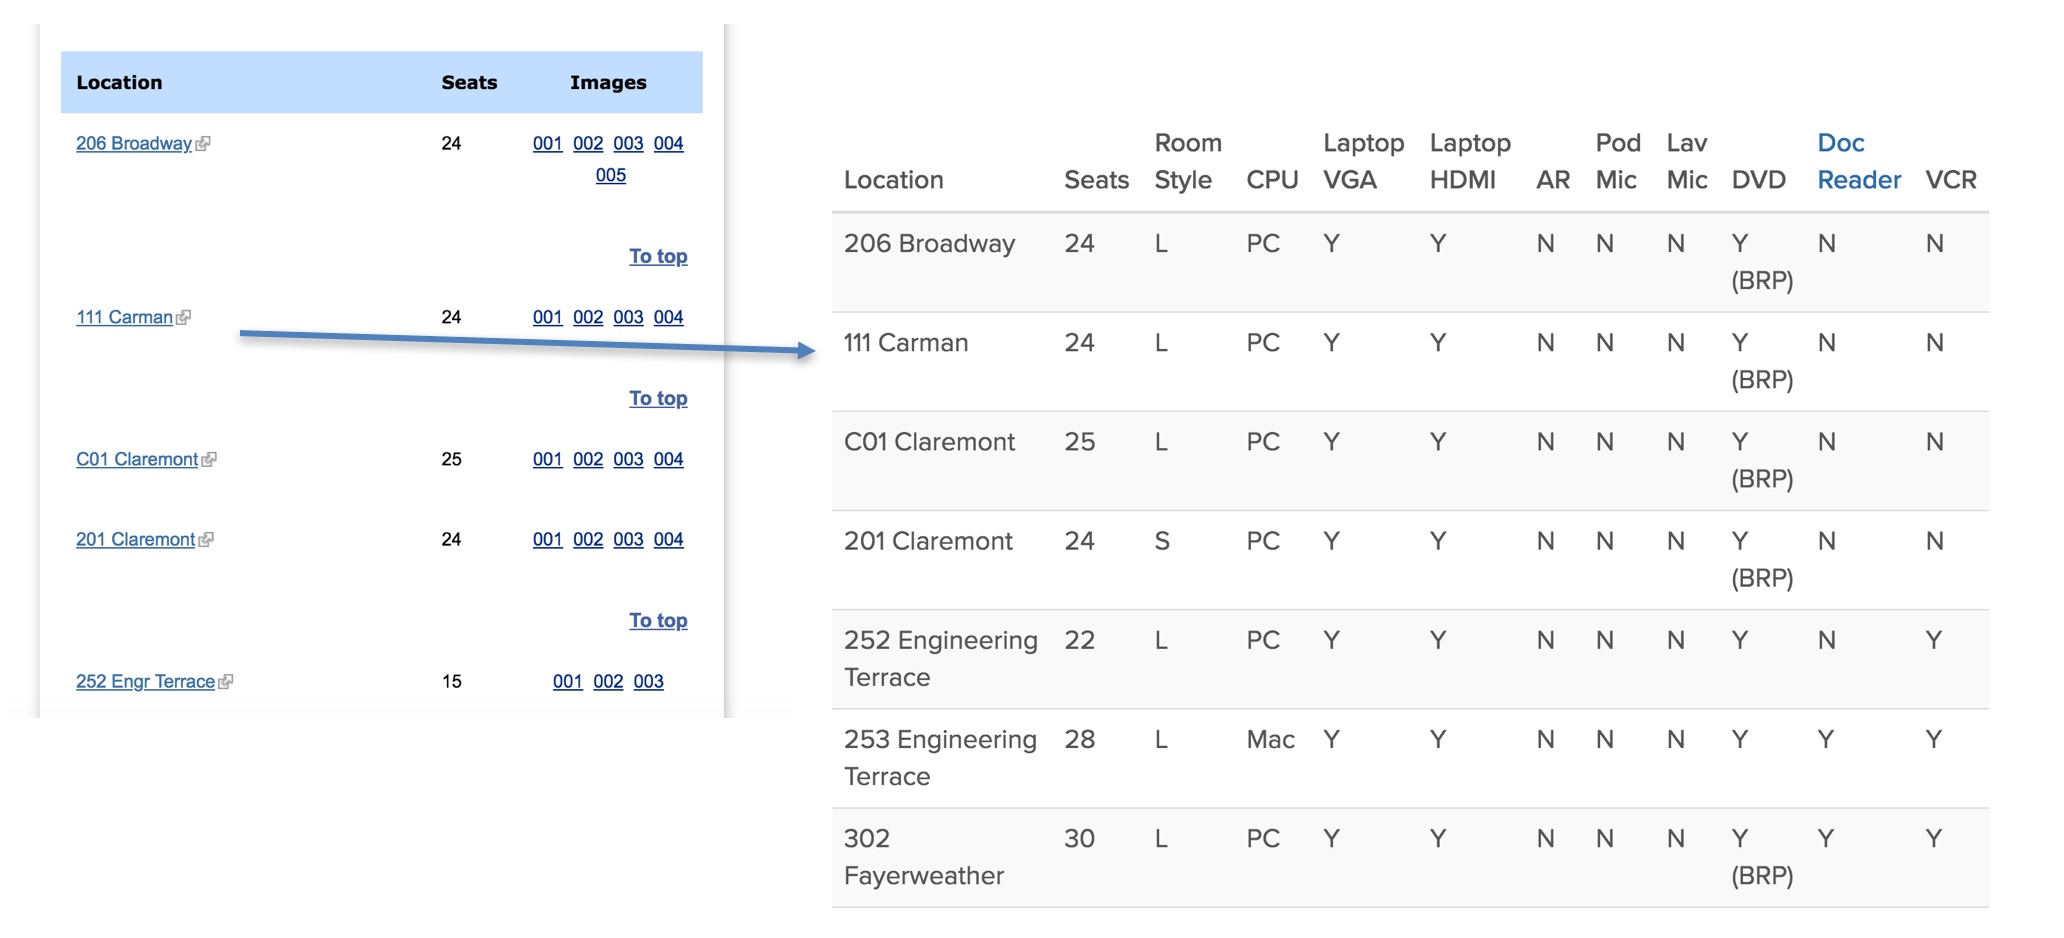 Location Seats Images
206 Broadway 24 001 002 003 004
005
To top
111 Carman 24 001 002 003 004
To top
C01 Claremont 25 001 002 003 004
201 Claremont 24 001 002 003 004
To top
252 Engr Terrace 15 001 002 003
Room Laptop Laptop Pod Lav Doc
Location Seats Style CPU VGA HDMI AR Mic Mic DVD Reader VCR
206 Broadway 24 L PC Y Y N N N Y N N
(BRP)
111 Carman 24 L PC Y Y N N N Y N N
(BRP)
C01 Claremont 25 L PC Y Y N N N Y N N
(BRP)
201 Claremont 24 S PC Y Y N N N Y N N
(BRP)
252 Engineering 22 L PC Y Y N N N Y N Y
Terrace
253 Engineering 28 L Mac Y Y N N N Y Y Y
Terrace
302 30 L PC Y Y N N N Y Y Y
Fayerweather (BRP)